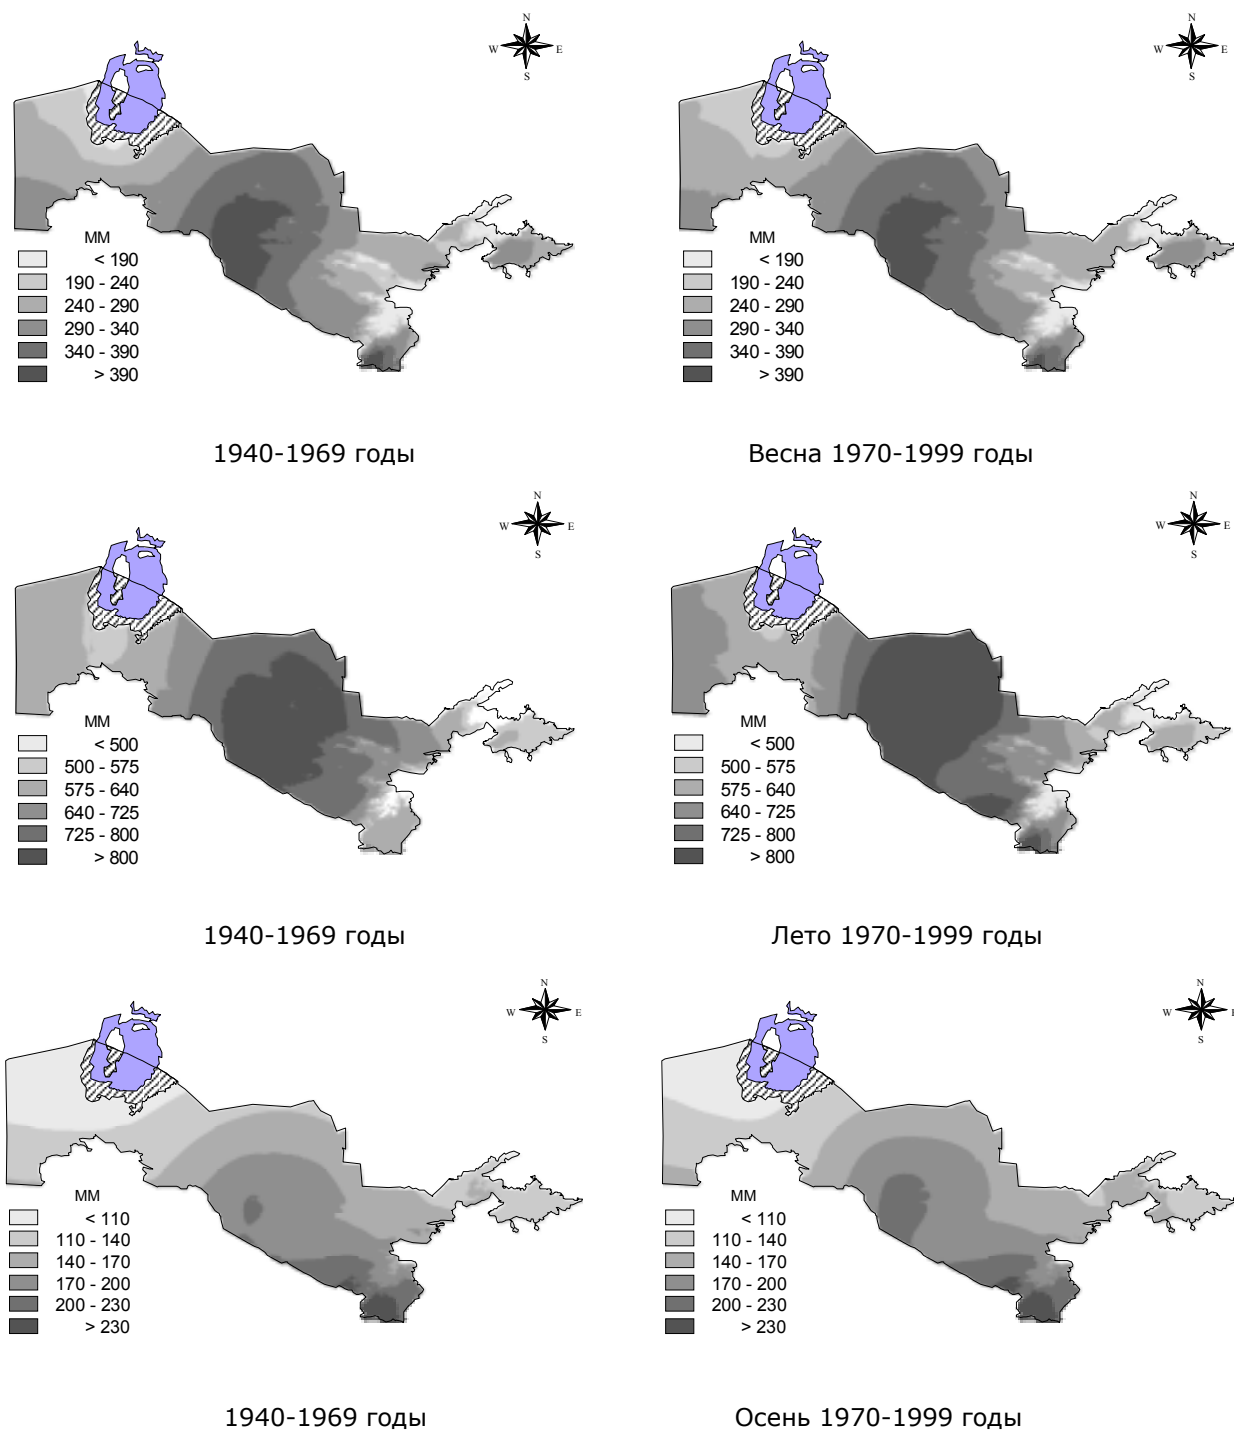 N
W E
S
N
W E
S
ММ
< 190
190 - 240
240 - 290
290 - 340
340 - 390
> 390
ММ
< 190
190 - 240
240 - 290
290 - 340
340 - 390
> 390
1940-1969 годы
Весна 1970-1999 годы
N
W E
S
N
W E
S
ММ
< 500
500 - 575
575 - 640
640 - 725
725 - 800
> 800
ММ
< 500
500 - 575
575 - 640
640 - 725
725 - 800
> 800
1940-1969 годы
Лето 1970-1999 годы
N
W E
S
N
W E
S
ММ
< 110
110 - 140
140 - 170
170 - 200
200 - 230
> 230
ММ
< 110
110 - 140
140 - 170
170 - 200
200 - 230
> 230
1940-1969 годы
Осень 1970-1999 годы